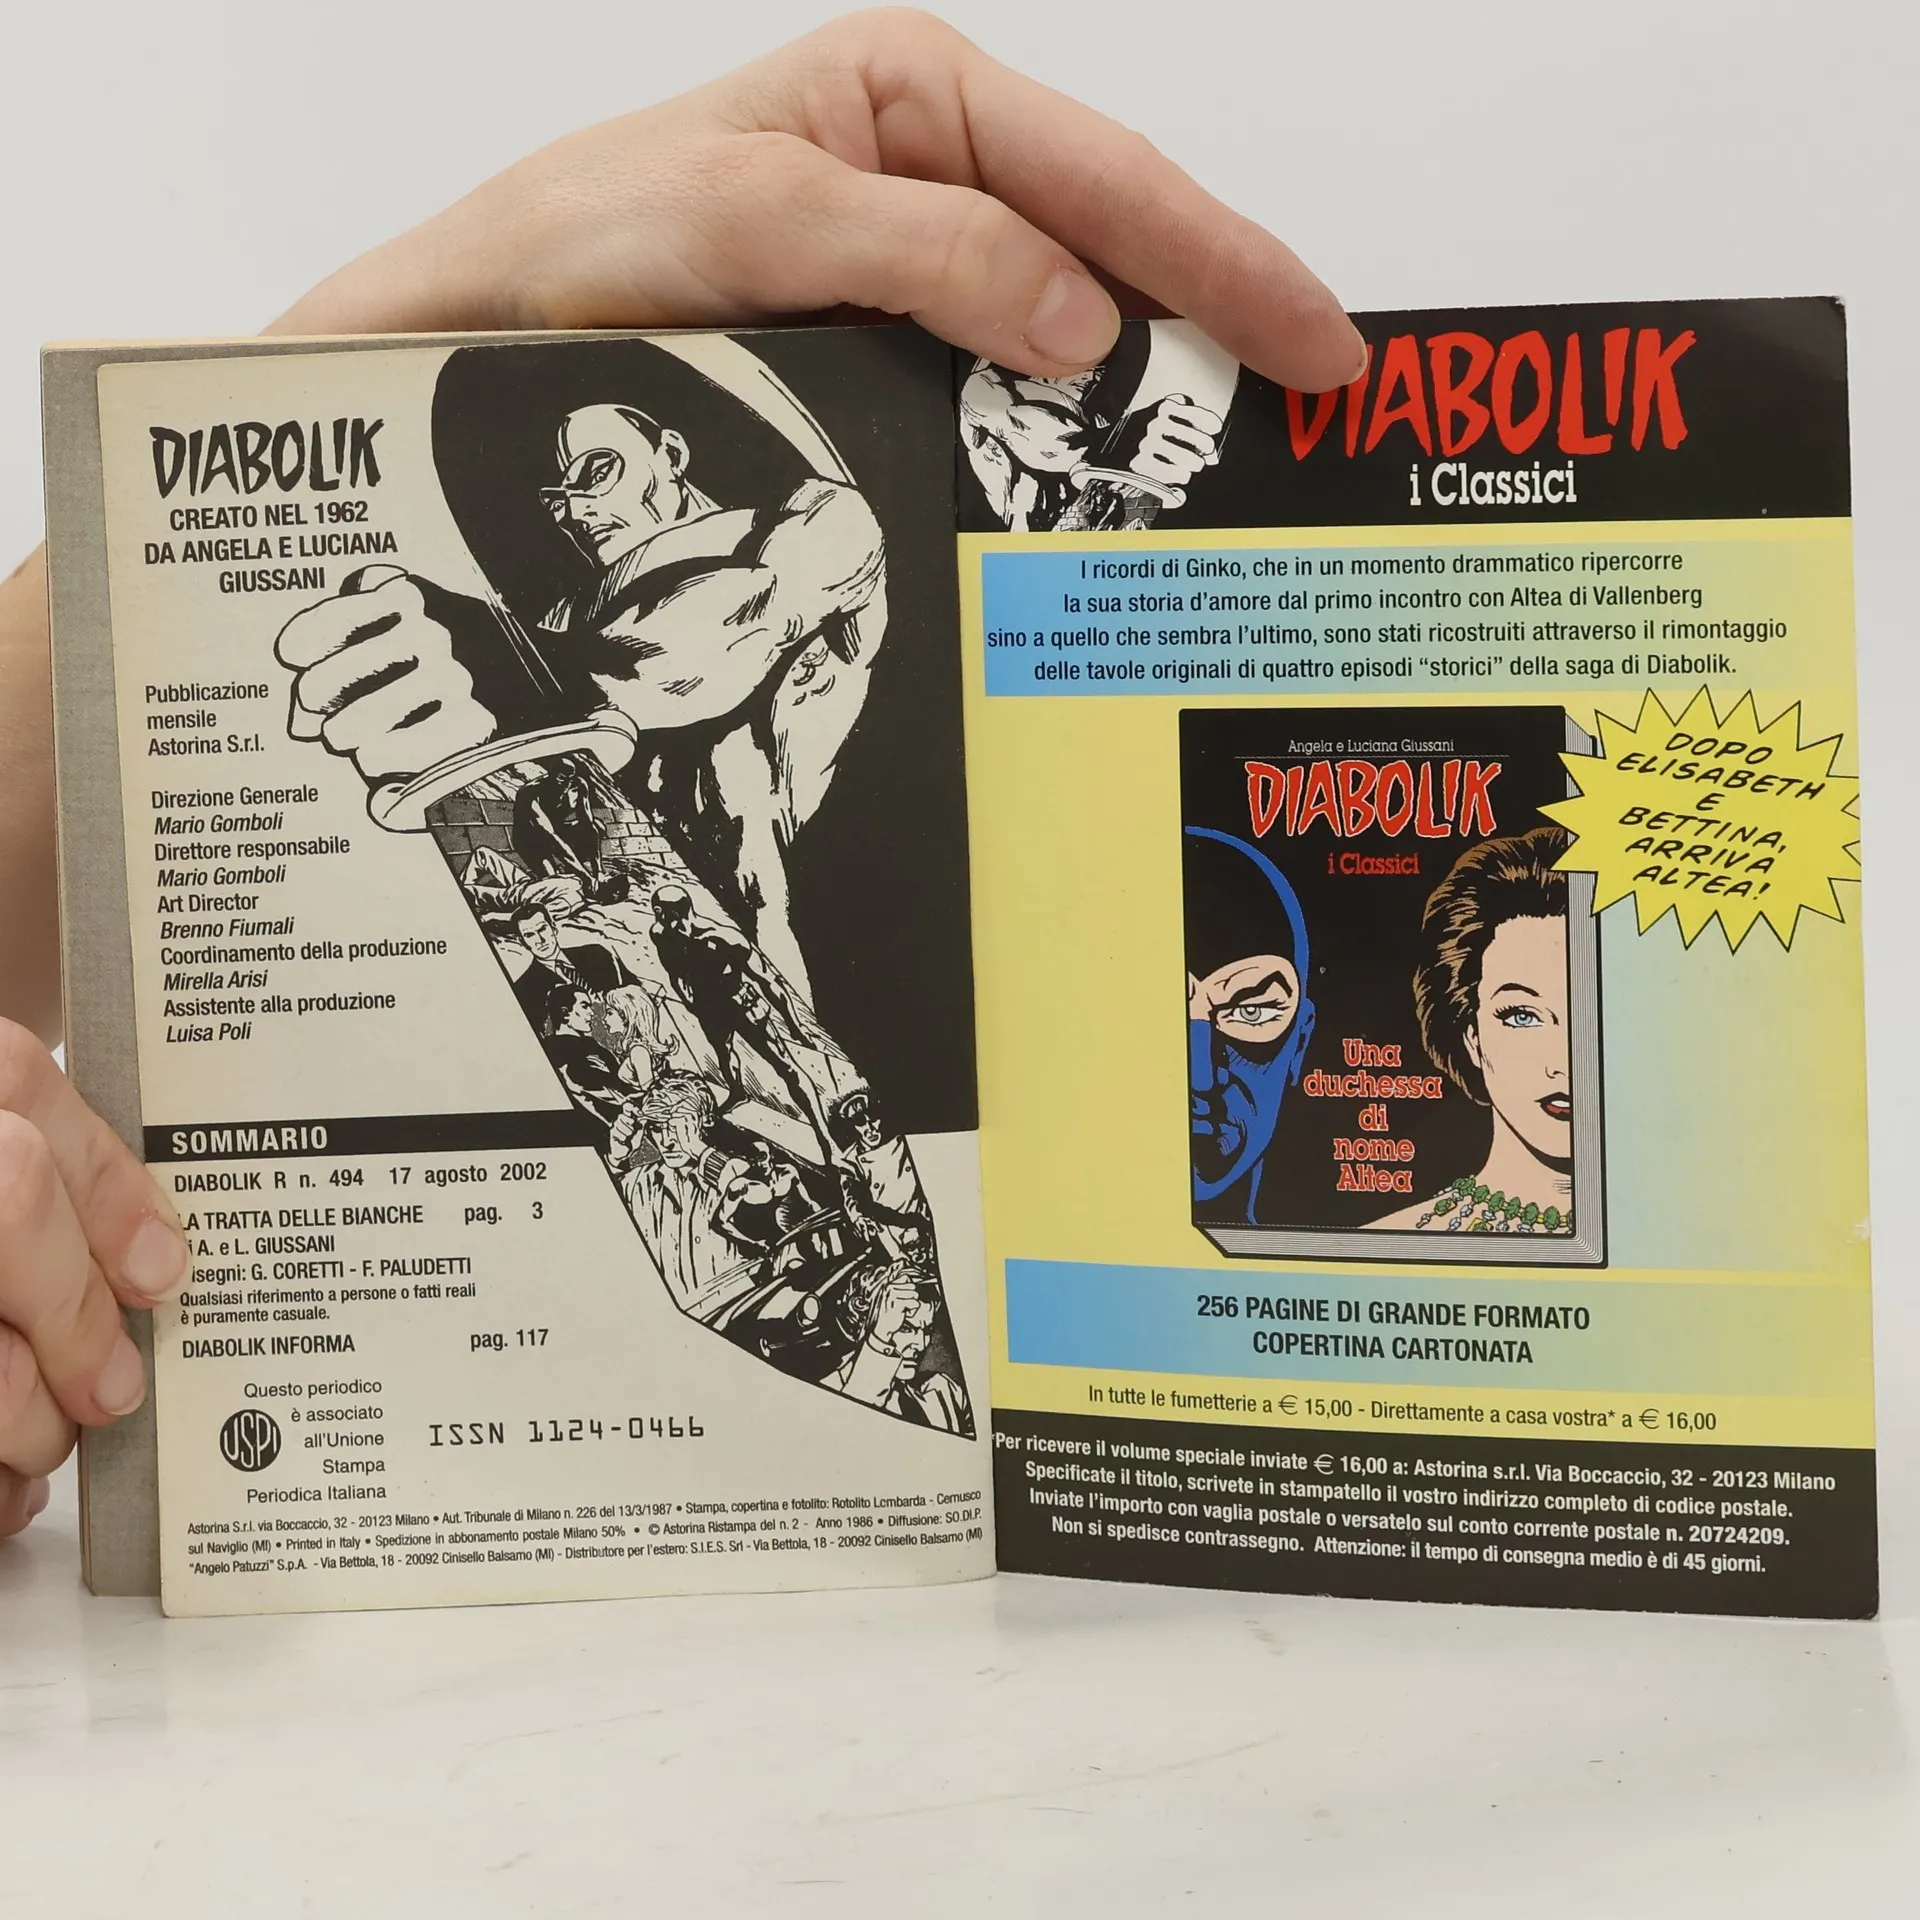 DIABOLIK
CREATO NEL 1962
DA ANGELA E LUCIANA
GIUSSANI
Pubblicazione
mensile
Astorina S.r.l.
Direzione Generale
Mario Gomboli
Direttore responsabile
Mario Gomboli
Art Director
Brenno Fiumali
Coordinamento della produzione
Mirella Arisi
Assistente alla produzione
Luisa Poli
SOMMARIO
DIABOLIK R n. 494 17 agosto 2002
LA TRATTA DELLE BIANCHE pag. 3
A. e L. GIUSSANI
isegni: G. CORETTI - F. PALUDETTI
Qualsiasi riferimento a persone o fatti reali
è puramente casuale.
DIABOLIK INFORMA pag. 117
Questo periodico
è associato
all'Unione
Stampa
Periodica Italiana
USPI
ISSN 1124-0466
Astorina S.r.l. via Boccaccio, 32 - 20123 Milano • Aut. Tribunale di Milano n. 226 del 13/3/1987 • Stampa, copertina e fotolito: Rotolito Lombarda - Cernusco
sul Naviglio (MI) • Printed in Italy • Spedizione in abbonamento postale Milano 50% • © Astorina Ristampa del n. 2 - Anno 1986 • Diffusione: SO.DI.P.
"Angelo Patuzzi" S.p.A. - Via Bettola, 18 - 20092 Cinisello Balsamo (MI) - Distributore per l'estero: S.I.E.S. Srl - Via Bettola, 18 - 20092 Cinisello Balsamo (MI)
DIABOLIK
i Classici
I ricordi di Ginko, che in un momento drammatico ripercorre
la sua storia d'amore dal primo incontro con Altea di Vallenberg
sino a quello che sembra l'ultimo, sono stati ricostruiti attraverso il rimontaggio
delle tavole originali di quattro episodi "storici" della saga di Diabolik.
DOPO
ELISABETH
E
BETTINA,
ARRIVA
ALTEA!
Angela e Luciana Giussani
DIABOLIK
i Classici
Una
duchessa
di
nome
Altea
256 PAGINE DI GRANDE FORMATO
COPERTINA CARTONATA
In tutte le fumetterie a € 15,00 - Direttamente a casa vostra* a € 16,00
*Per ricevere il volume speciale inviate € 16,00 a: Astorina s.r.l. Via Boccaccio, 32 - 20123 Milano
Specificate il titolo, scrivete in stampatello il vostro indirizzo completo di codice postale.
Inviate l'importo con vaglia postale o versatelo sul conto corrente postale n. 20724209.
Non si spedisce contrassegno. Attenzione: il tempo di consegna medio è di 45 giorni.